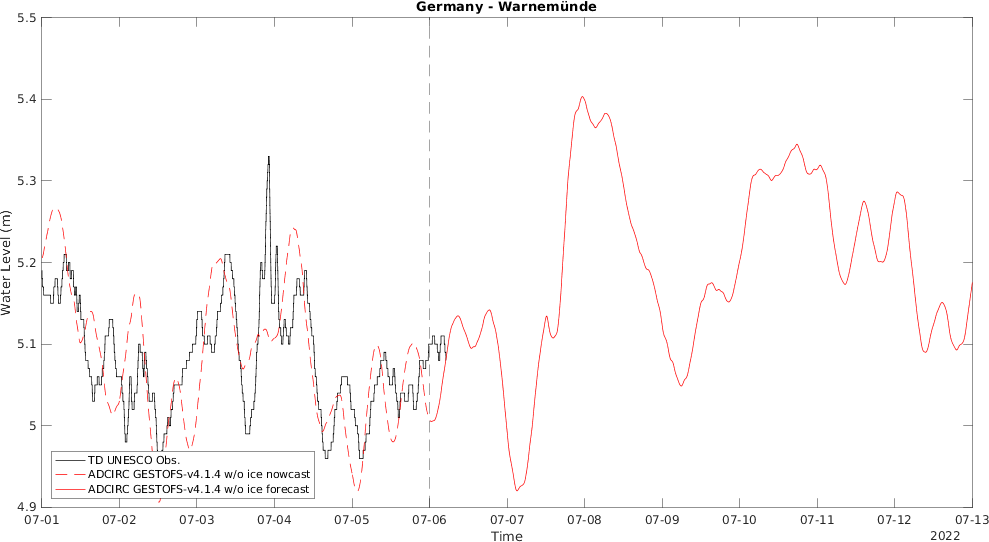 Germany - Warnemünde
5.5
5.4
5.3
5.2
5.1
5
4.9
Water Level (m)
TD UNESCO Obs.
ADCIRC GESTOFS-v4.1.4 w/o ice nowcast
ADCIRC GESTOFS-v4.1.4 w/o ice forecast
07-01 07-02 07-03 07-04 07-05 07-06 07-07 07-08 07-09 07-10 07-11 07-12 07-13
Time
2022